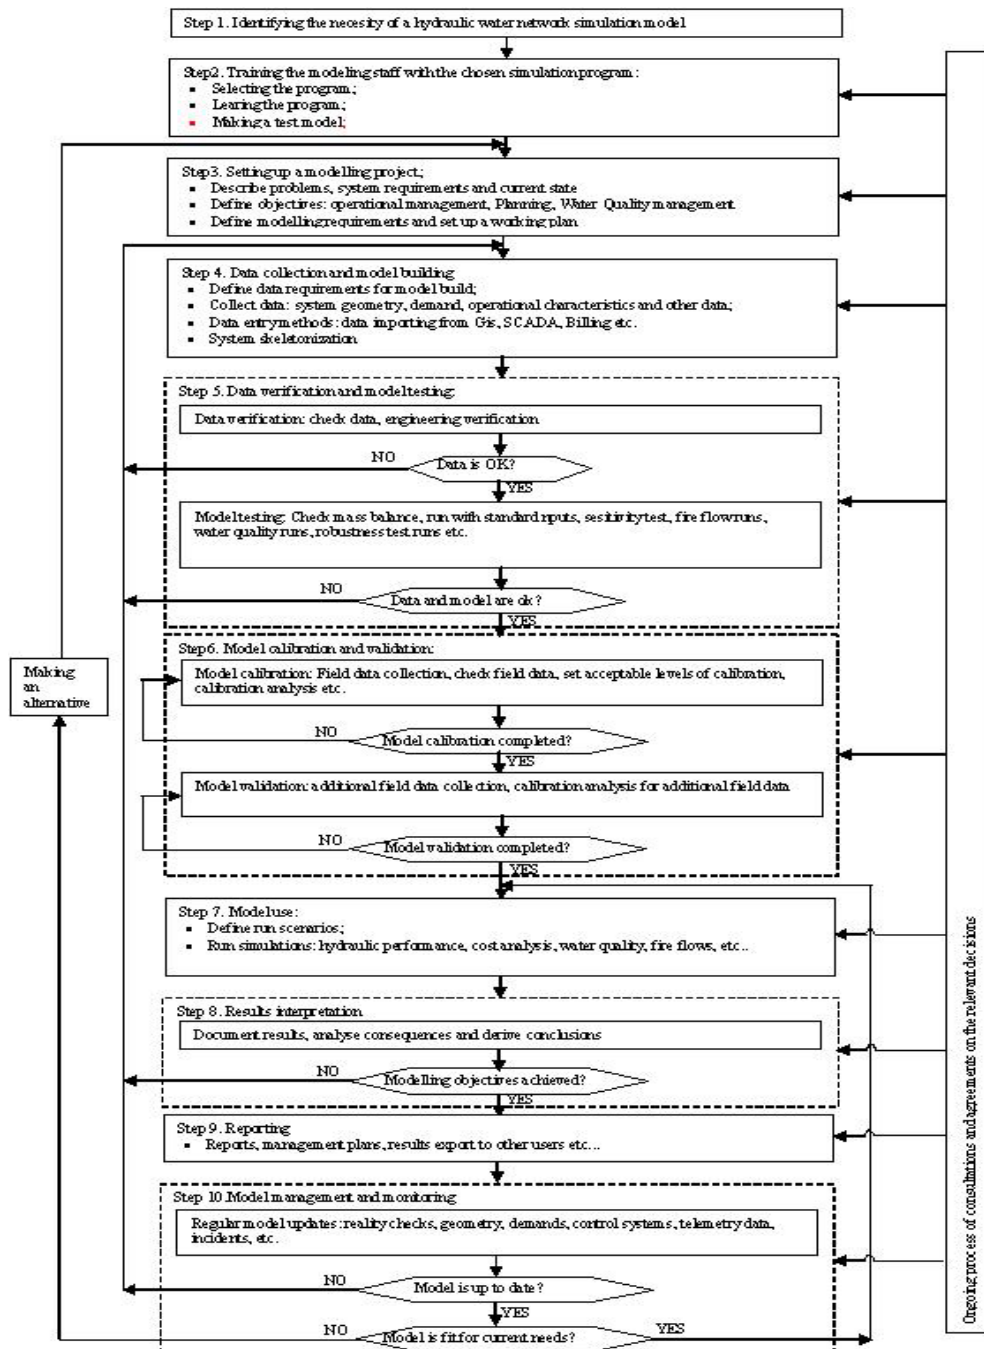 Step 1. Identifying the necesity of a hydraulic water network simulation model
Step2. Training the modeling staff with the chosen simulation program:
▪ Selecting the program;
▪ Learing the program;
▪ Making a test model;
Step3. Setting up a modelling project;
▪ Describe problems, system requirements and current state
▪ Define objectives: operational management, Planning, Water Quality management
▪ Define modelling requirements and set up a working plan
Step 4. Data collection and model building
▪ Define data requirements for model build;
▪ Collect data: system geometry, demand, operational characteristics and other data;
▪ Data entry methods: data importing from Gis, SCADA, Billing etc.
▪ System skeletonization
Step 5. Data verification and model testing:
Data verification: check data, engineering verification
NO
Data is OK?
YES
Model testing: Check mass balance, run with standard nputs, sesitivity test, fire flow runs,
water quality runs, robustness test runs etc.
NO
Data and model are ok?
YES
Step6. Model calibration and validation:
Making
an
alternative
Model calibration: Field data collection, check field data, set acceptable levels of calibration,
calibration analysis etc.
NO
Model calibration completed?
YES
Model validation: additional field data collection, calibration analysis for additional field data
NO
Model validation completed?
YES
Step 7. Model use:
▪ Define run scenarios;
▪ Run simulations: hydraulic performance, cost analysis, water quality, fire flows, etc..
Step 8. Results interpretation
Document results, analyse consequences and derive conclusions
NO
Modelling objectives achieved?
YES
Step 9. Reporting
▪ Reports, management plans, results export to other users etc...
Step 10. Model management and monitoring
Regular model updates: reality checks, geometry, demands, control systems, telemetry data,
incidents, etc.
NO
Model is up to date?
YES
NO
Model is fit for current needs?
YES
Ongoing process of consultations and agreements on the relevant decisions